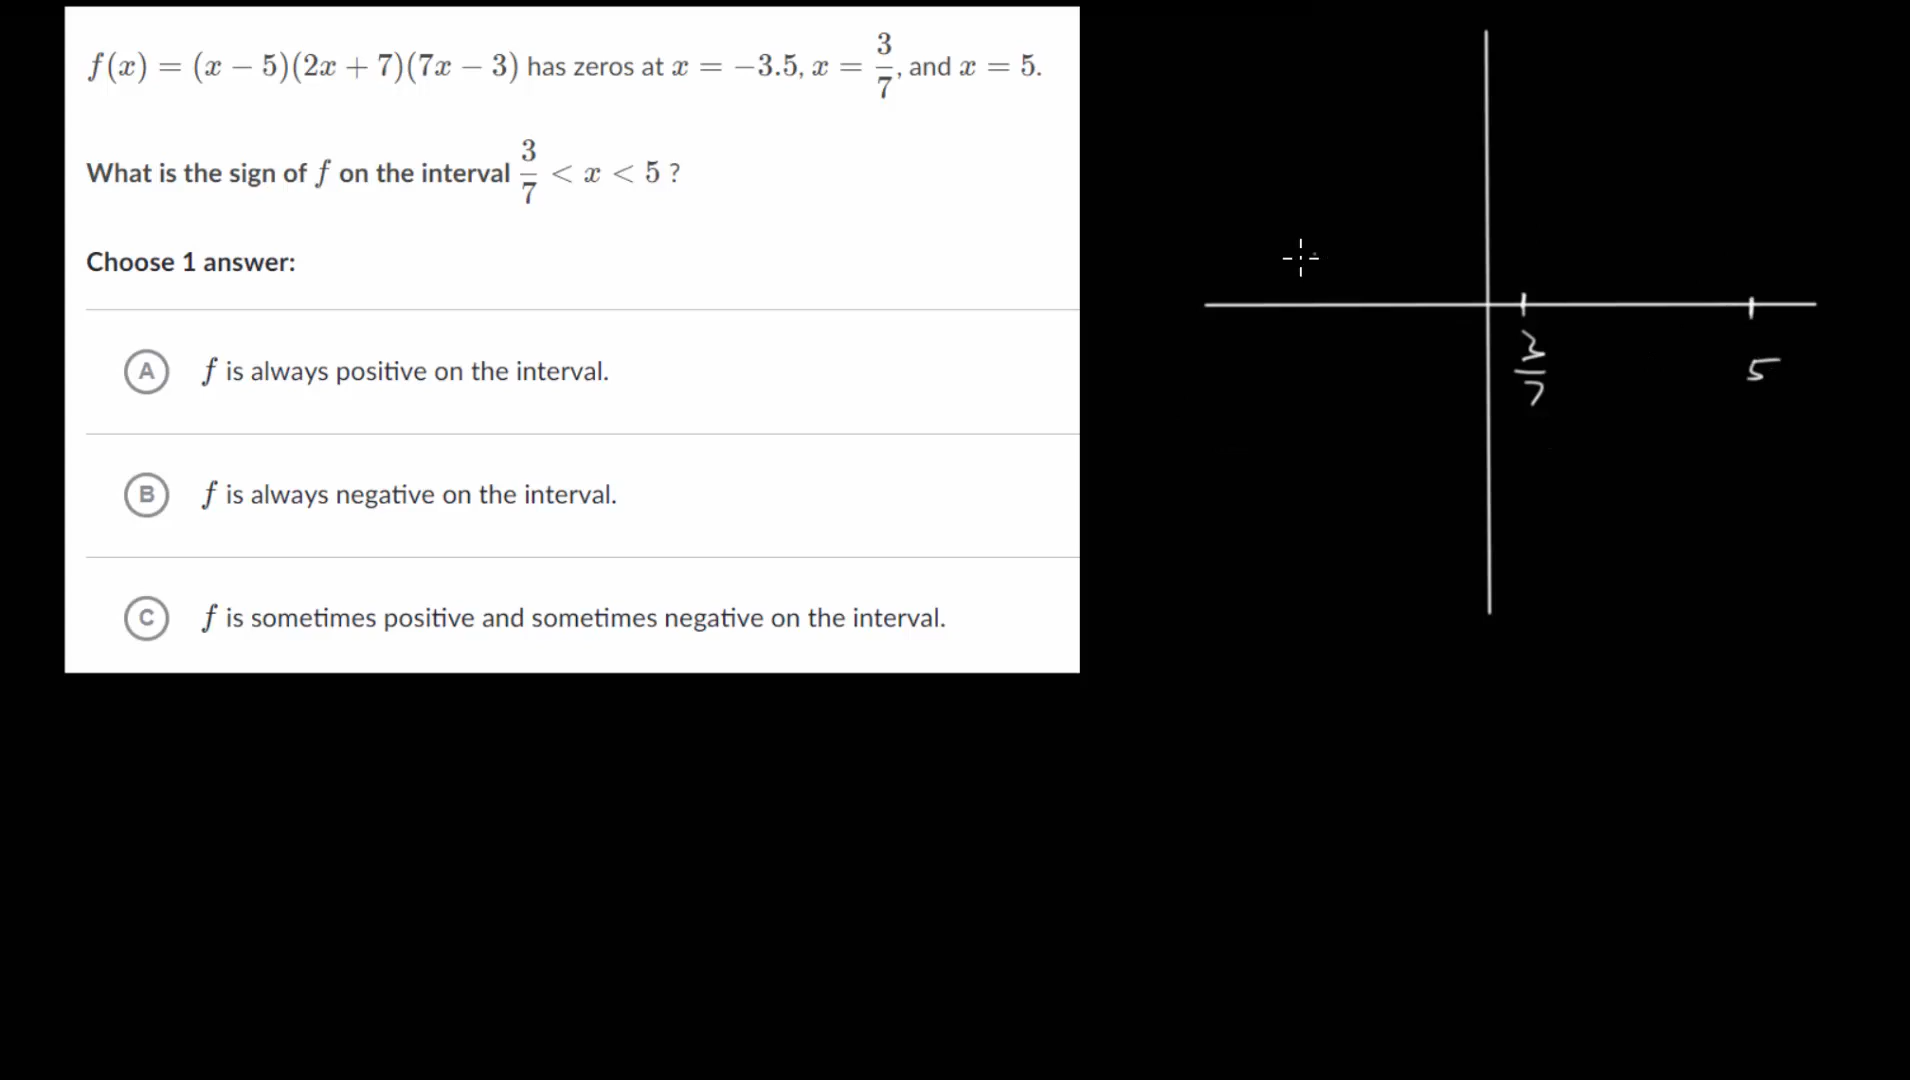 f(x) = (x − 5)(2x + 7)(7x − 3) has zeros at x = −3.5, x = 3/7, and x = 5.
What is the sign of f on the interval 3/7 < x < 5 ?
Choose 1 answer:
A f is always positive on the interval.
B f is always negative on the interval.
C f is sometimes positive and sometimes negative on the interval.
3/7
5